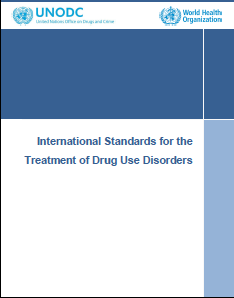 UNODC
United Nations Office on Drugs and Crime
World Health
Organization
International Standards for the
Treatment of Drug Use Disorders